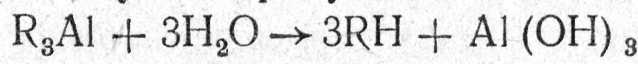 R₃Al + 3H₂O → 3RH + Al (OH) ₃